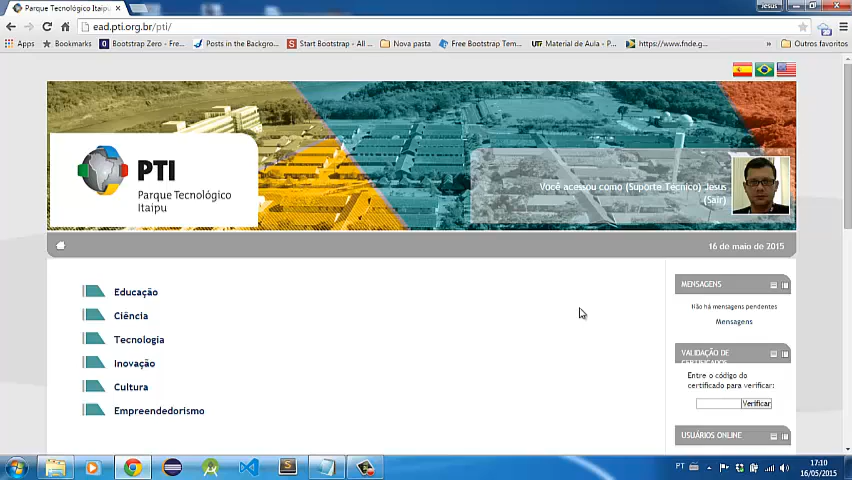 Parque Tecnológico Itaipu
Jesus
ead.pti.org.br/pti/
Apps
Bookmarks
Bootstrap Zero - Fre...
Posts in the Backgro...
Start Bootstrap - All ...
Nova pasta
Free Bootstrap Tem...
Material de Aula - P...
https://www.fnde.g...
»
Outros favoritos
PTI
Parque Tecnológico
Itaipu
Você acessou como (Suporte Técnico) Jesus
(Sair)
16 de maio de 2015
Educação
Ciência
Tecnologia
Inovação
Cultura
Empreendedorismo
MENSAGENS
Não há mensagens pendentes
Mensagens
VALIDAÇÃO DE
CERTIFICADOS
Entre o código do
certificado para verificar:
Verificar
USUÁRIOS ONLINE
PT
17:10
16/05/2015